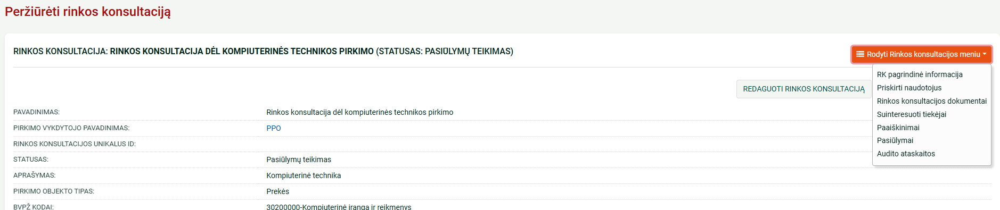 Peržiūrėti rinkos konsultaciją
RINKOS KONSULTACIJA: RINKOS KONSULTACIJA DĖL KOMPIUTERINĖS TECHNIKOS PIRKIMO (STATUSAS: PASIŪLYMŲ TEIKIMAS)
Rodyti Rinkos konsultacijos meniu
RK pagrindinė informacija
Priskirti naudotojus
Rinkos konsultacijos dokumentai
Suinteresuoti tiekėjai
Paaiškinimai
Pasiūlymai
Audito ataskaitos
REDAGUOTI RINKOS KONSULTACIJĄ
PAVADINIMAS: Rinkos konsultacija dėl kompiuterinės technikos pirkimo
PIRKIMO VYKDYTOJO PAVADINIMAS: PPO
RINKOS KONSULTACIJOS UNIKALUS ID:
STATUSAS: Pasiūlymų teikimas
APRAŠYMAS: Kompiuterinė technika
PIRKIMO OBJEKTO TIPAS: Prekės
BVPŽ KODAI: 30200000-Kompiuterinė įranga ir reikmenys